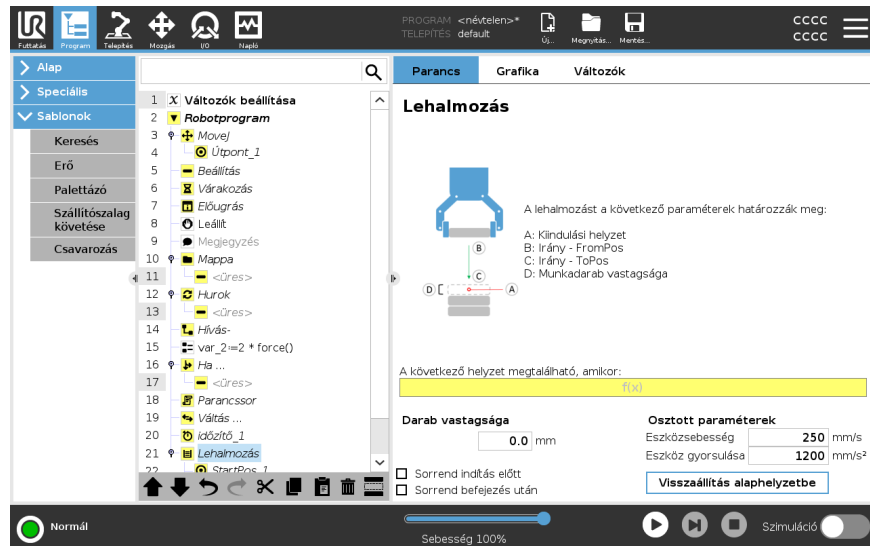 UR
Futtatás
Program
Telepítés
Mozgás
I/O
Napló
PROGRAM <névtelen>*
TELEPÍTÉS default
Új...
Megnyitás...
Mentés...
CCCC
CCCC
Alap
Speciális
Sablonok
Keresés
Erő
Palettázó
Szállítószalag
követése
Csavarozás
1 X Változók beállítása
2 Robotprogram
3 MoveJ
4 Útpont_1
5 Beállítás
6 Várakozás
7 Előugrás
8 Leállít
9 Megjegyzés
10 Mappa
11 <üres>
12 Hurok
13 <üres>
14 Hívás-
15 var_2:=2 * force()
16 Ha ...
17 <üres>
18 Parancssor
19 Váltás ...
20 Időzítő_1
21 Lehalmozás
22 StartPos_1
Parancs
Grafika
Változók
Lehalmozás
B
C
D
A
A lehalmozást a következő paraméterek határozzák meg:
A: Kiindulási helyzet
B: Irány - FromPos
C: Irány - ToPos
D: Munkadarab vastagsága
A következő helyzet megtalálható, amikor:
f(x)
Darab vastagsága
0.0 mm
Osztott paraméterek
Eszközsebesség 250 mm/s
Eszköz gyorsulása 1200 mm/s²
Sorrend indítás előtt
Sorrend befejezés után
Visszaállítás alaphelyzetbe
Normál
Sebesség 100%
Szimuláció